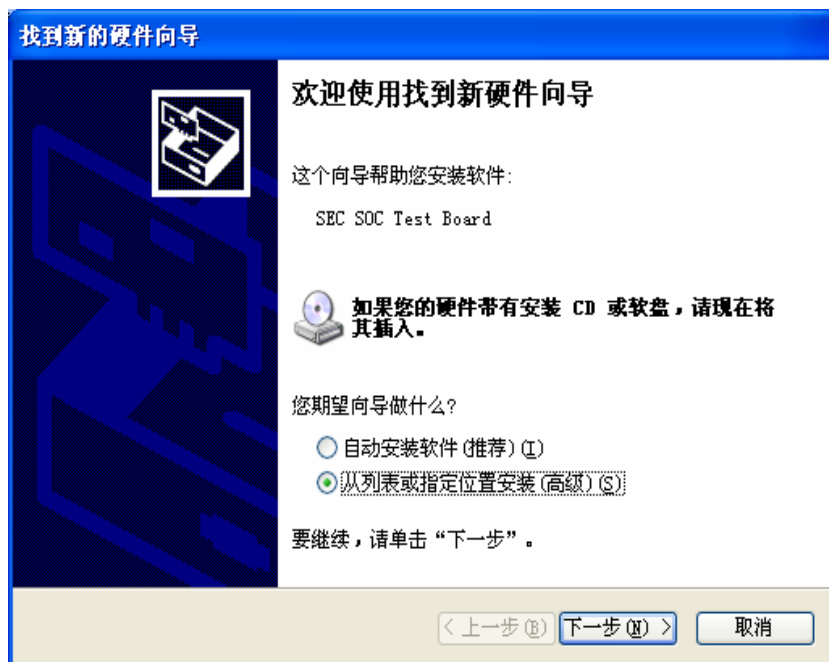 找到新的硬件向导
欢迎使用找到新硬件向导
这个向导帮助您安装软件:
SEC SOC Test Board
如果您的硬件带有安装 CD 或软盘，请现在将
其插入。
您期望向导做什么?
自动安装软件(推荐)(I)
从列表或指定位置安装(高级)(S)
要继续，请单击“下一步”。
< 上一步(B) 下一步(N) > 取消